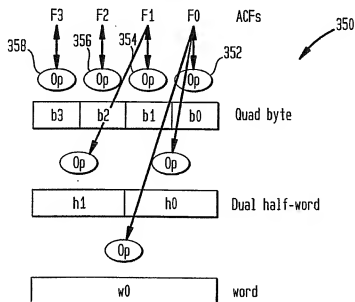 F3 F2 F1 F0 ACFs
350
358 356 354 352
Op Op Op Op
b3 b2 b1 b0 Quad byte
Op Op
h1 h0 Dual half-word
Op
w0 word